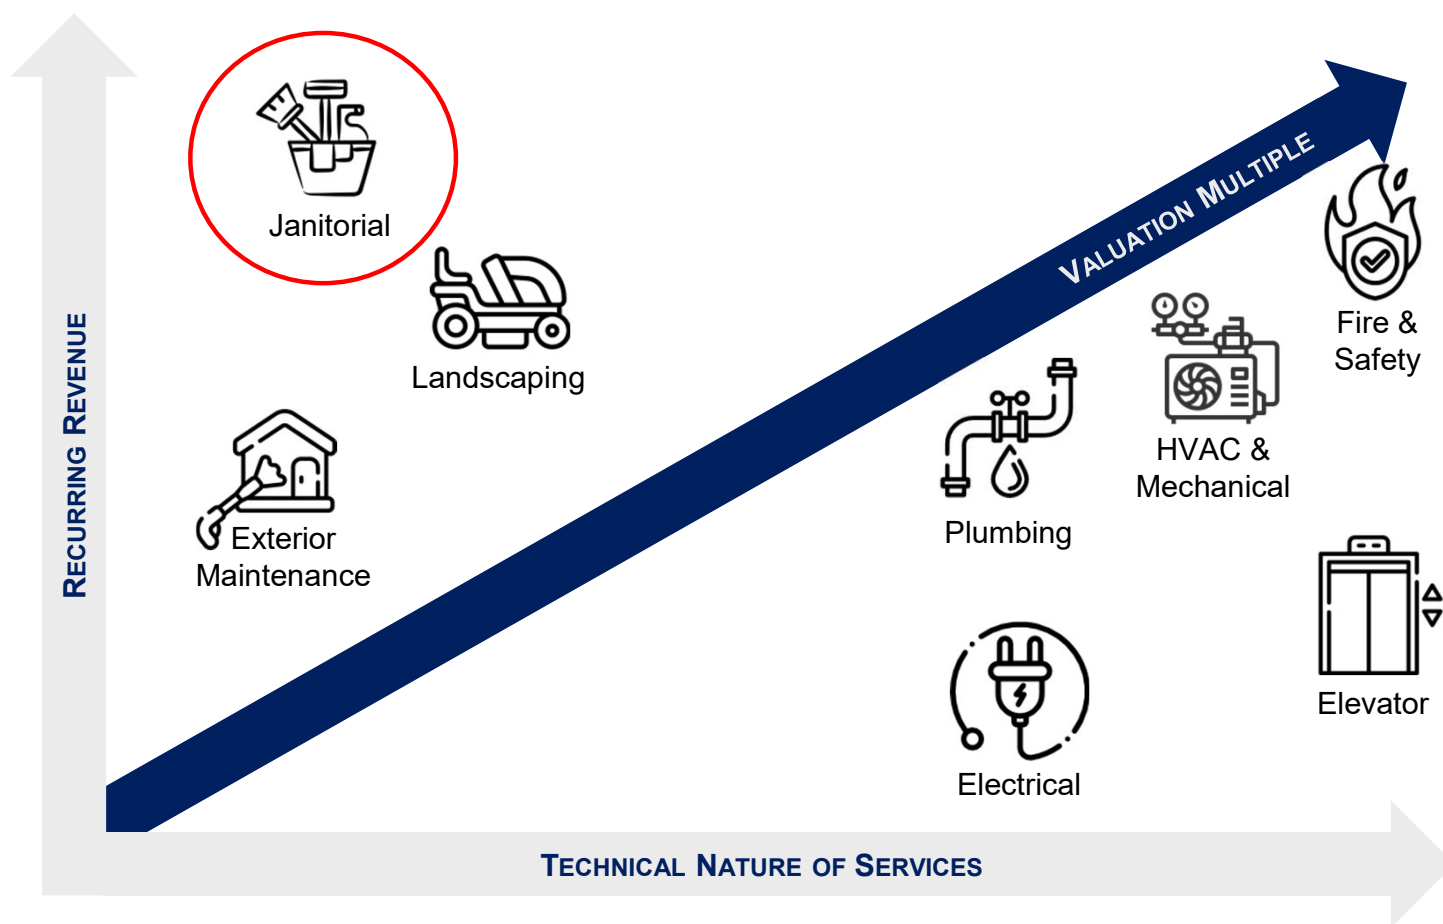 Janitorial
VALUATION MULTIPLE
Landscaping
Fire &
Safety
HVAC &
Mechanical
Plumbing
Exterior
Maintenance
RECURRING REVENUE
Elevator
Electrical
TECHNICAL NATURE OF SERVICES